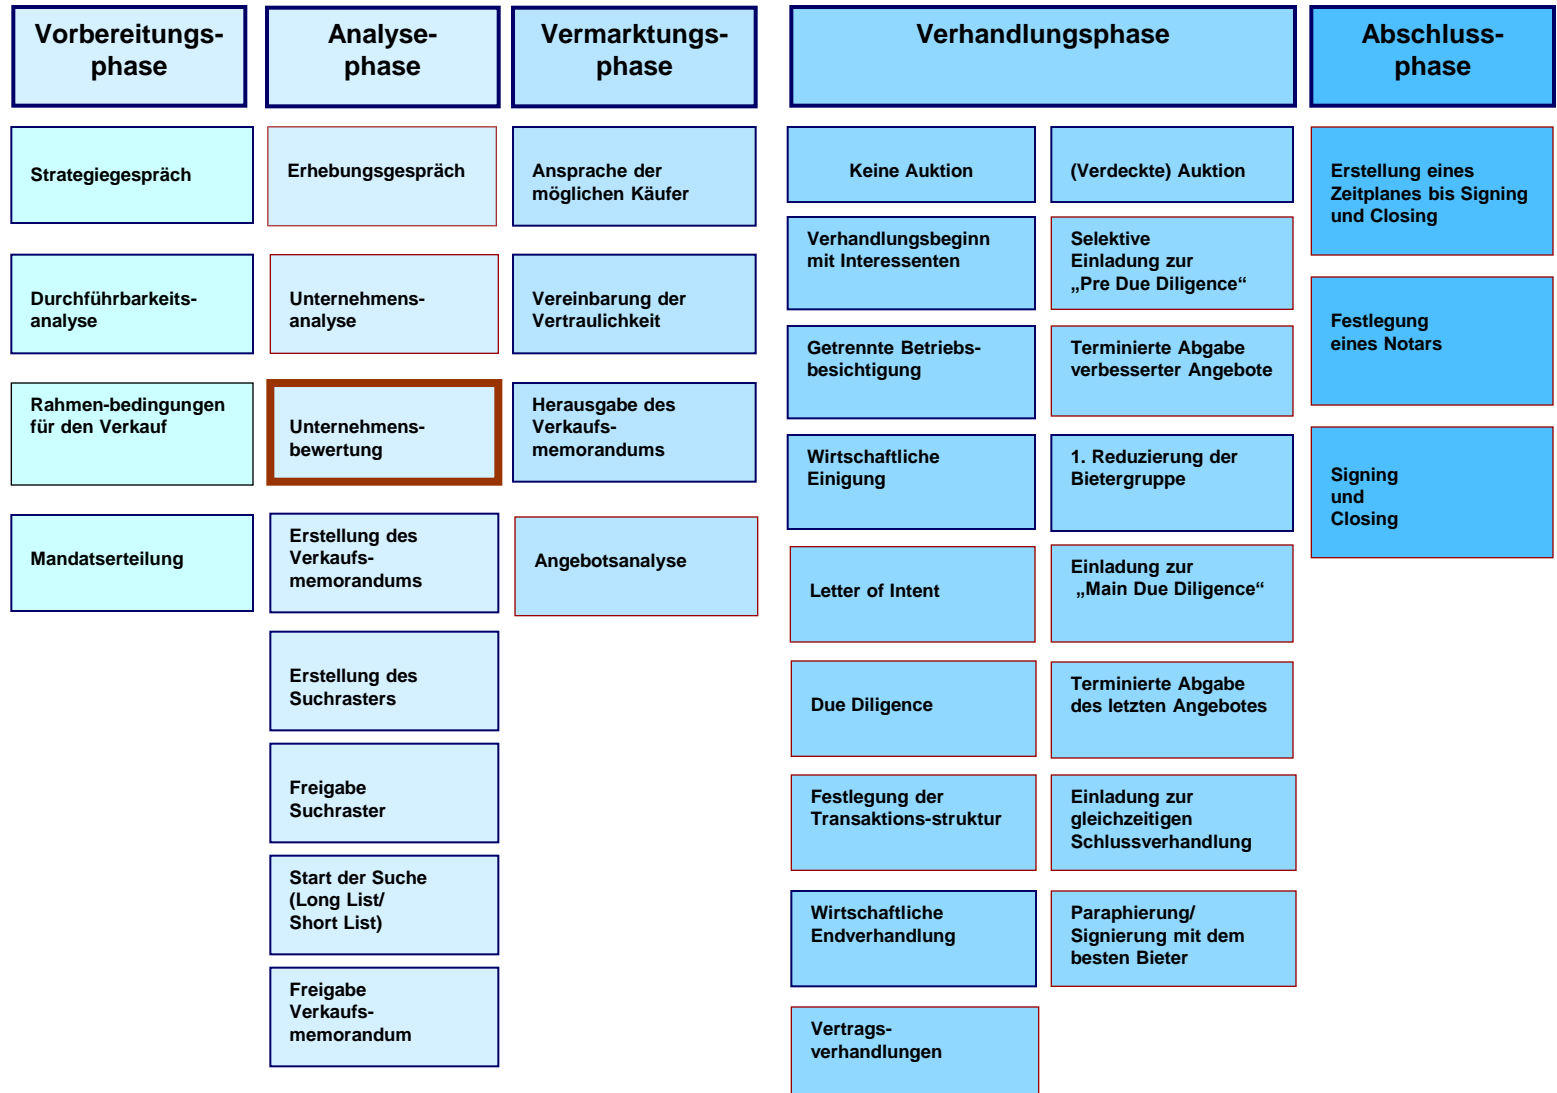 Vorbereitungs-
phase
Analyse-
phase
Vermarktungs-
phase
Verhandlungsphase
Abschluss-
phase
Strategiegespräch
Durchführbarkeits-
analyse
Rahmen-bedingungen
für den Verkauf
Mandatserteilung
Erhebungsgespräch
Unternehmens-
analyse
Unternehmens-
bewertung
Erstellung des
Verkaufs-
memorandums
Erstellung des
Suchrasters
Freigabe
Suchraster
Start der Suche
(Long List/
Short List)
Freigabe
Verkaufs-
memorandum
Ansprache der
möglichen Käufer
Vereinbarung der
Vertraulichkeit
Herausgabe des
Verkaufs-
memorandums
Angebotsanalyse
Keine Auktion
Verhandlungsbeginn
mit Interessenten
Getrennte Betriebs-
besichtigung
Wirtschaftliche
Einigung
Letter of Intent
Due Diligence
Festlegung der
Transaktions-struktur
Wirtschaftliche
Endverhandlung
Vertrags-
verhandlungen
(Verdeckte) Auktion
Selektive
Einladung zur
„Pre Due Diligence“
Terminierte Abgabe
verbesserter Angebote
1. Reduzierung der
Bietergruppe
Einladung zur
„Main Due Diligence“
Terminierte Abgabe
des letzten Angebotes
Einladung zur
gleichzeitigen
Schlussverhandlung
Paraphierung/
Signierung mit dem
besten Bieter
Erstellung eines
Zeitplanes bis Signing
und Closing
Festlegung
eines Notars
Signing
und
Closing